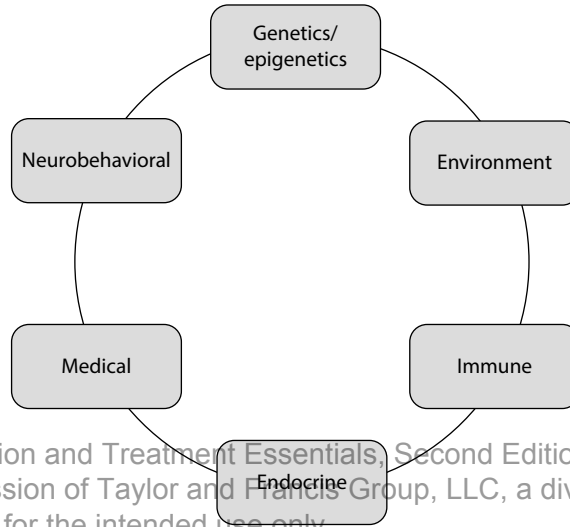 Genetics/
epigenetics
Neurobehavioral
Environment
Medical
Immune
Endocrine
ion and Treatment Essentials, Second Editio
ssion of Taylor and Francis Group, LLC, a div
for the intended use only